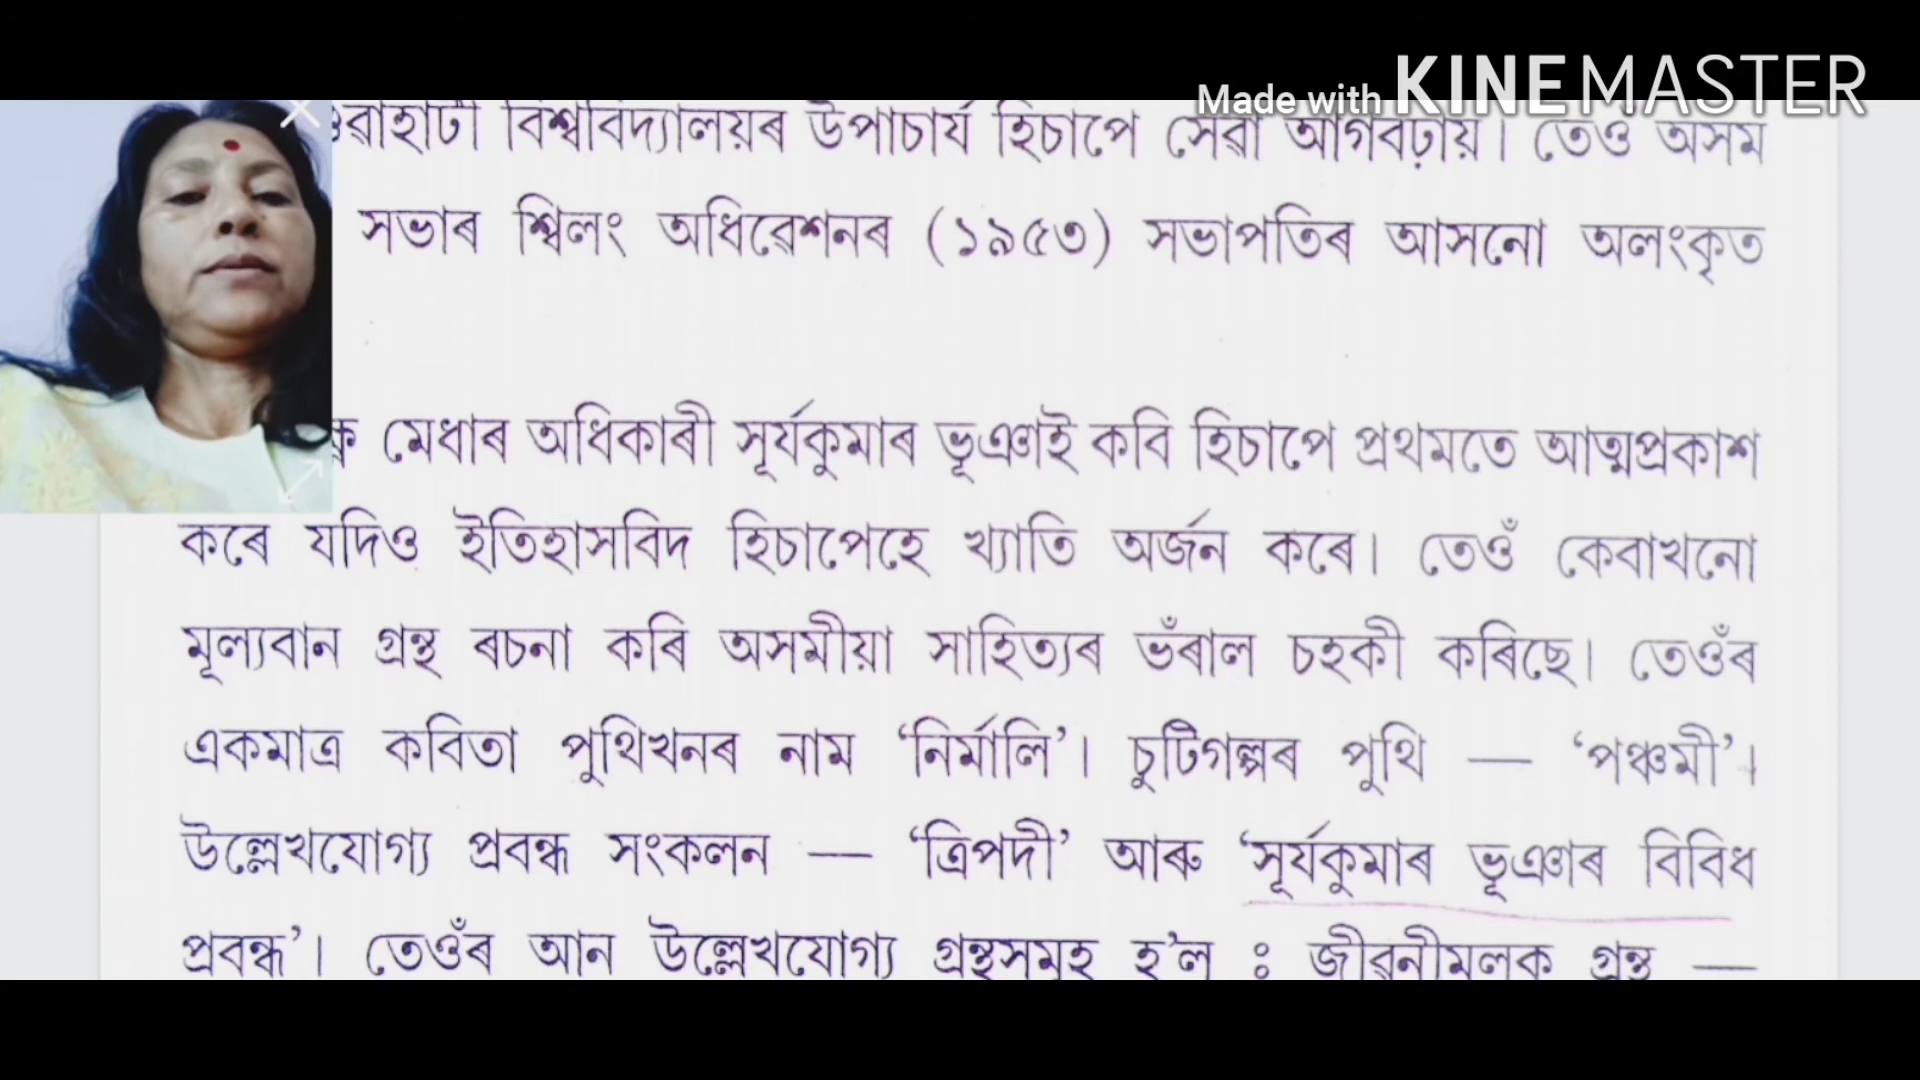 Made with KINEMASTER
বিশ্ববিদ্যালয়ৰ উপাচাৰ্য হিচাপে সেৱা আগবঢ়ায়। তেওঁ অসম
সভাৰ শ্বিলং অধিৱেশনৰ (১৯৫৩) সভাপতিৰ আসনো অলংকৃত
মেধাৰ অধিকাৰী সূৰ্যকুমাৰ ভূঞাই কবি হিচাপে প্ৰথমতে আত্মপ্ৰকাশ
কৰে যদিও ইতিহাসবিদ হিচাপেহে খ্যাতি অৰ্জন কৰে। তেওঁ কেবাখনো
মূল্যবান গ্ৰন্থ ৰচনা কৰি অসমীয়া সাহিত্যৰ ভঁৰাল চহকী কৰিছে। তেওঁৰ
একমাত্ৰ কবিতা পুথিখনৰ নাম ‘নিৰ্মালি’। চুটিগল্পৰ পুথি — ‘পঞ্চমী’।
উল্লেখযোগ্য প্ৰবন্ধ সংকলন — ‘ত্ৰিপদী’ আৰু ‘সূৰ্যকুমাৰ ভূঞাৰ বিবিধ
প্ৰবন্ধ’। তেওঁৰ আন উল্লেখযোগ্য গ্ৰন্থসমূহ হ’ল : জীৱনীমূলক গ্ৰন্থ —